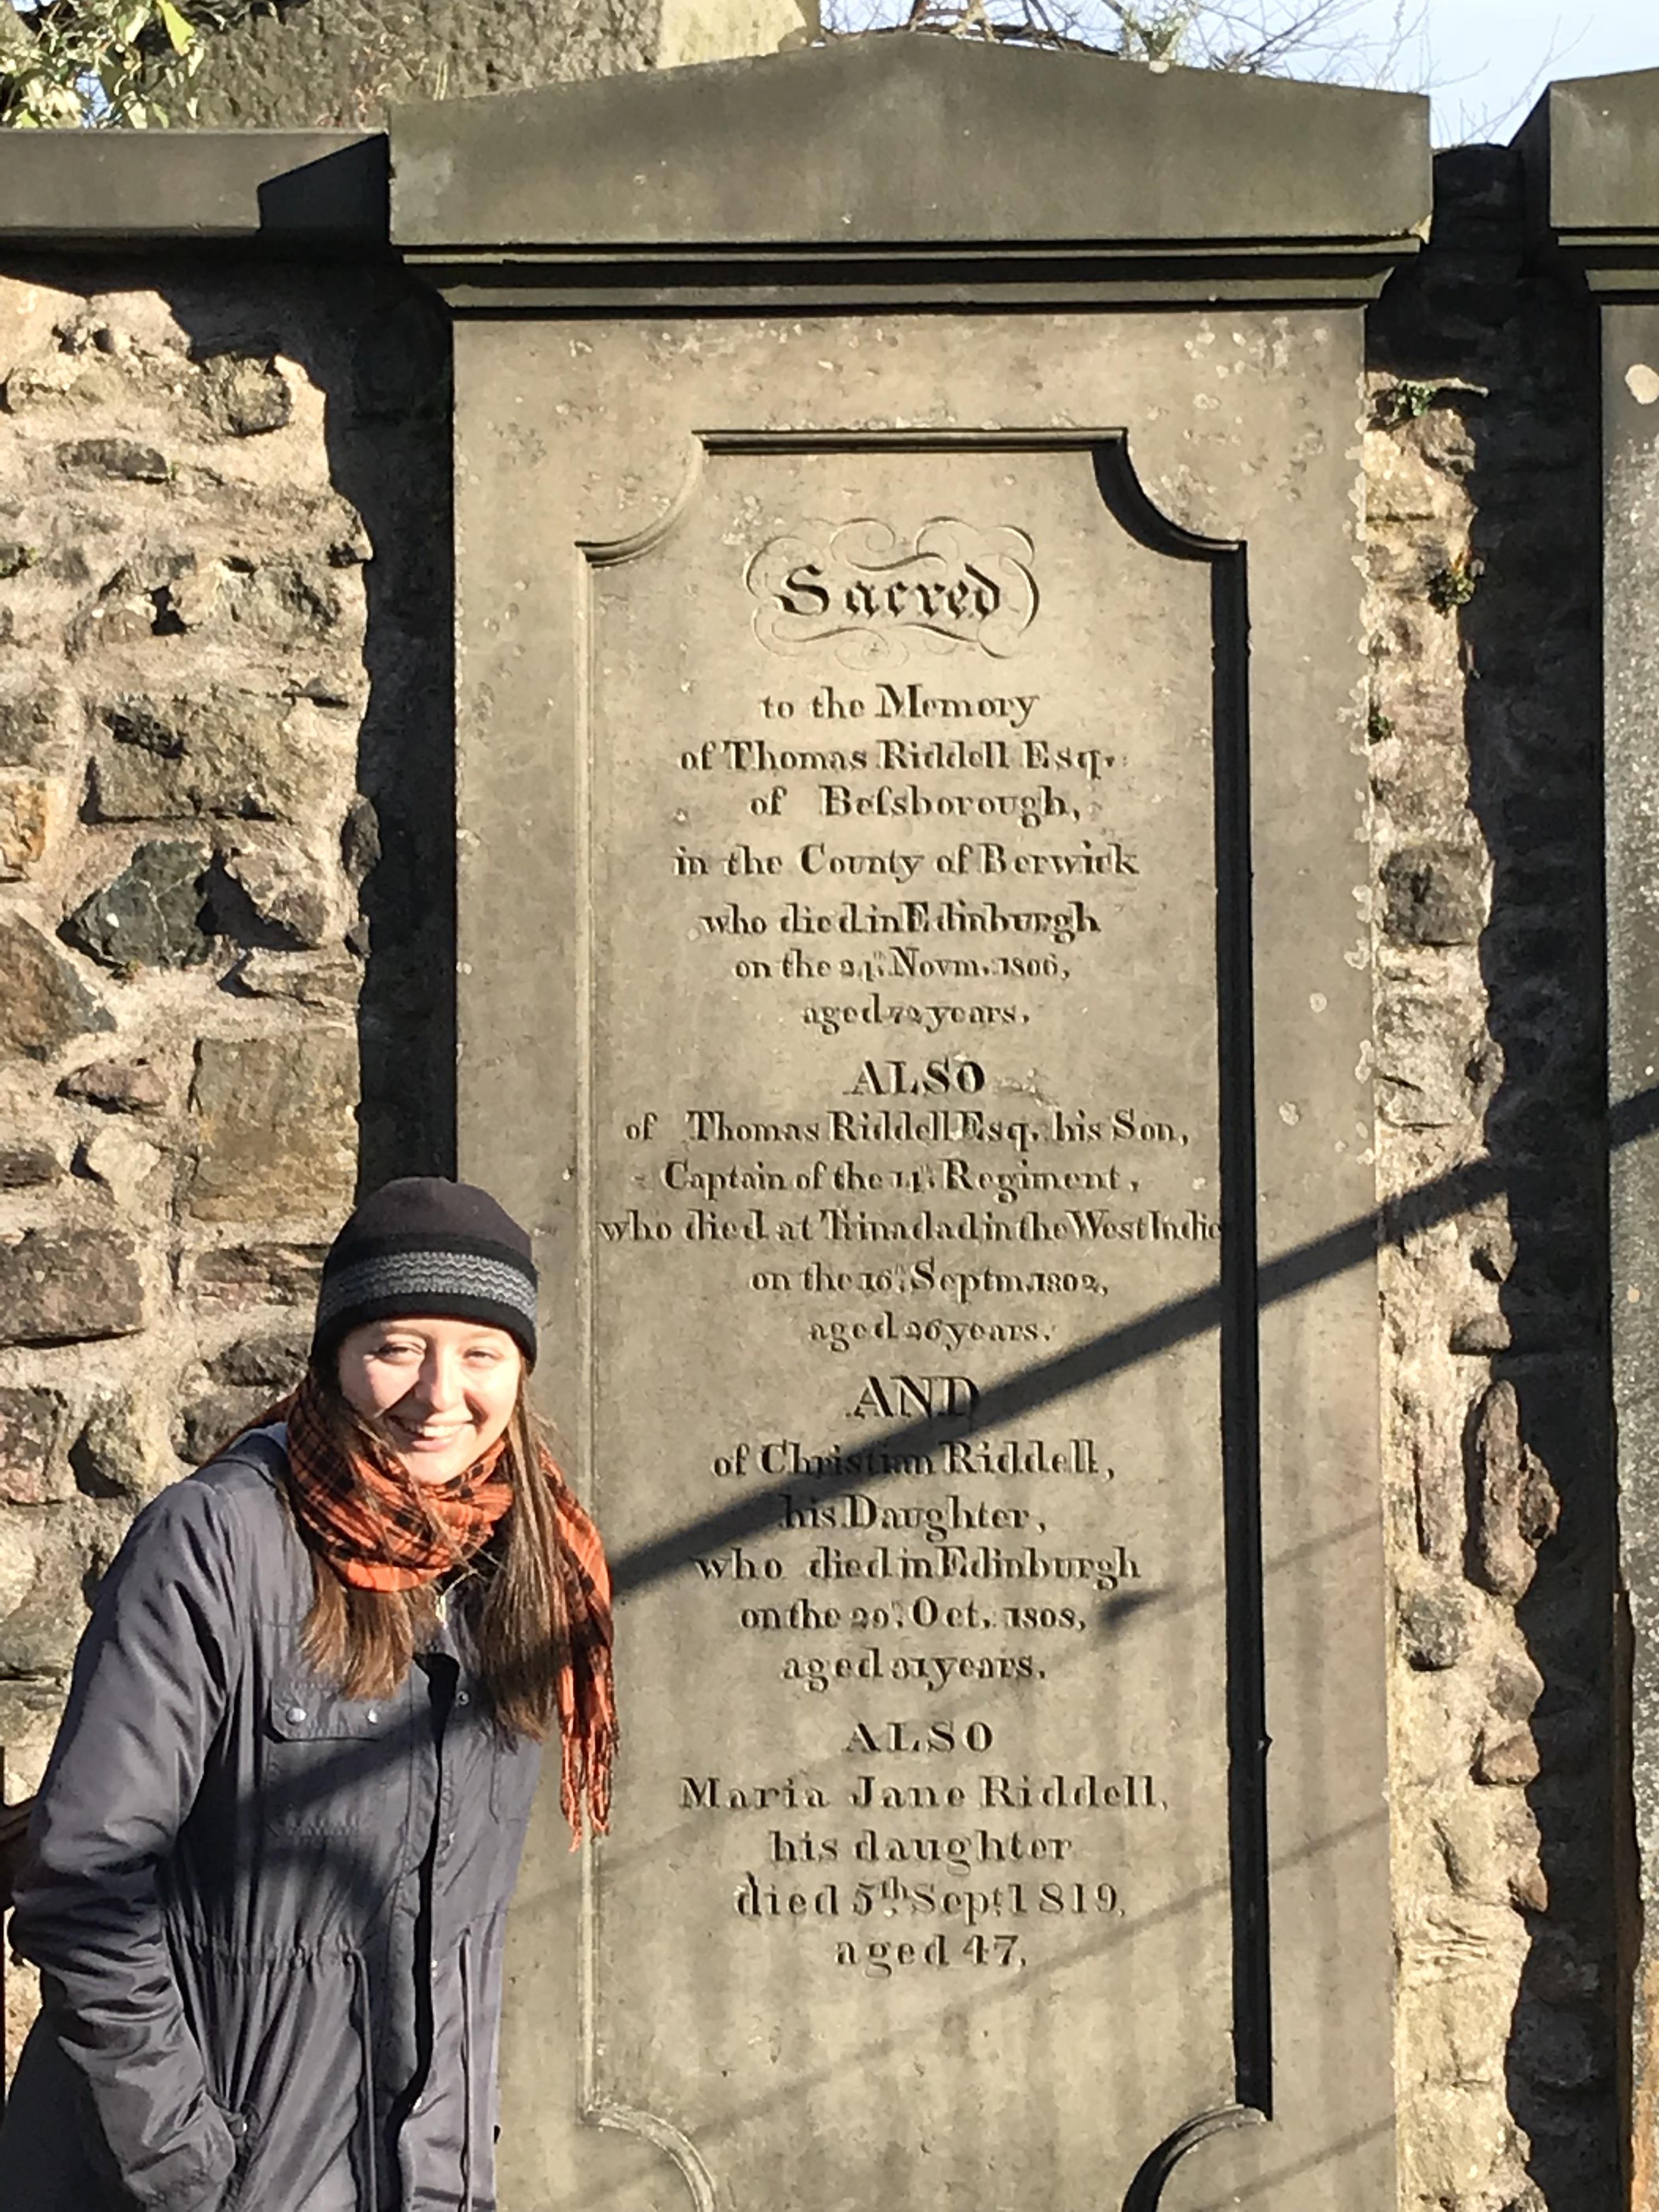 Sacred
to the Memory
of Thomas Riddell Esq.
of Beſsborough,
in the County of Berwick
who died in Edinburgh
on the 24th. Novm. 1806,
aged 72 years.
ALSO
of Thomas Riddell Esq. his Son,
Captain of the 14th. Regiment,
who died at Trinadad in the West Indie
on the 16th. Septm. 1802,
aged 26 years.
AND
of Christian Riddell,
his Daughter,
who died in Edinburgh
on the 20th. Oct. 1808,
aged 31 years.
ALSO
Maria Jane Riddell,
his daughter
died 5th Sept. 1819,
aged 47,